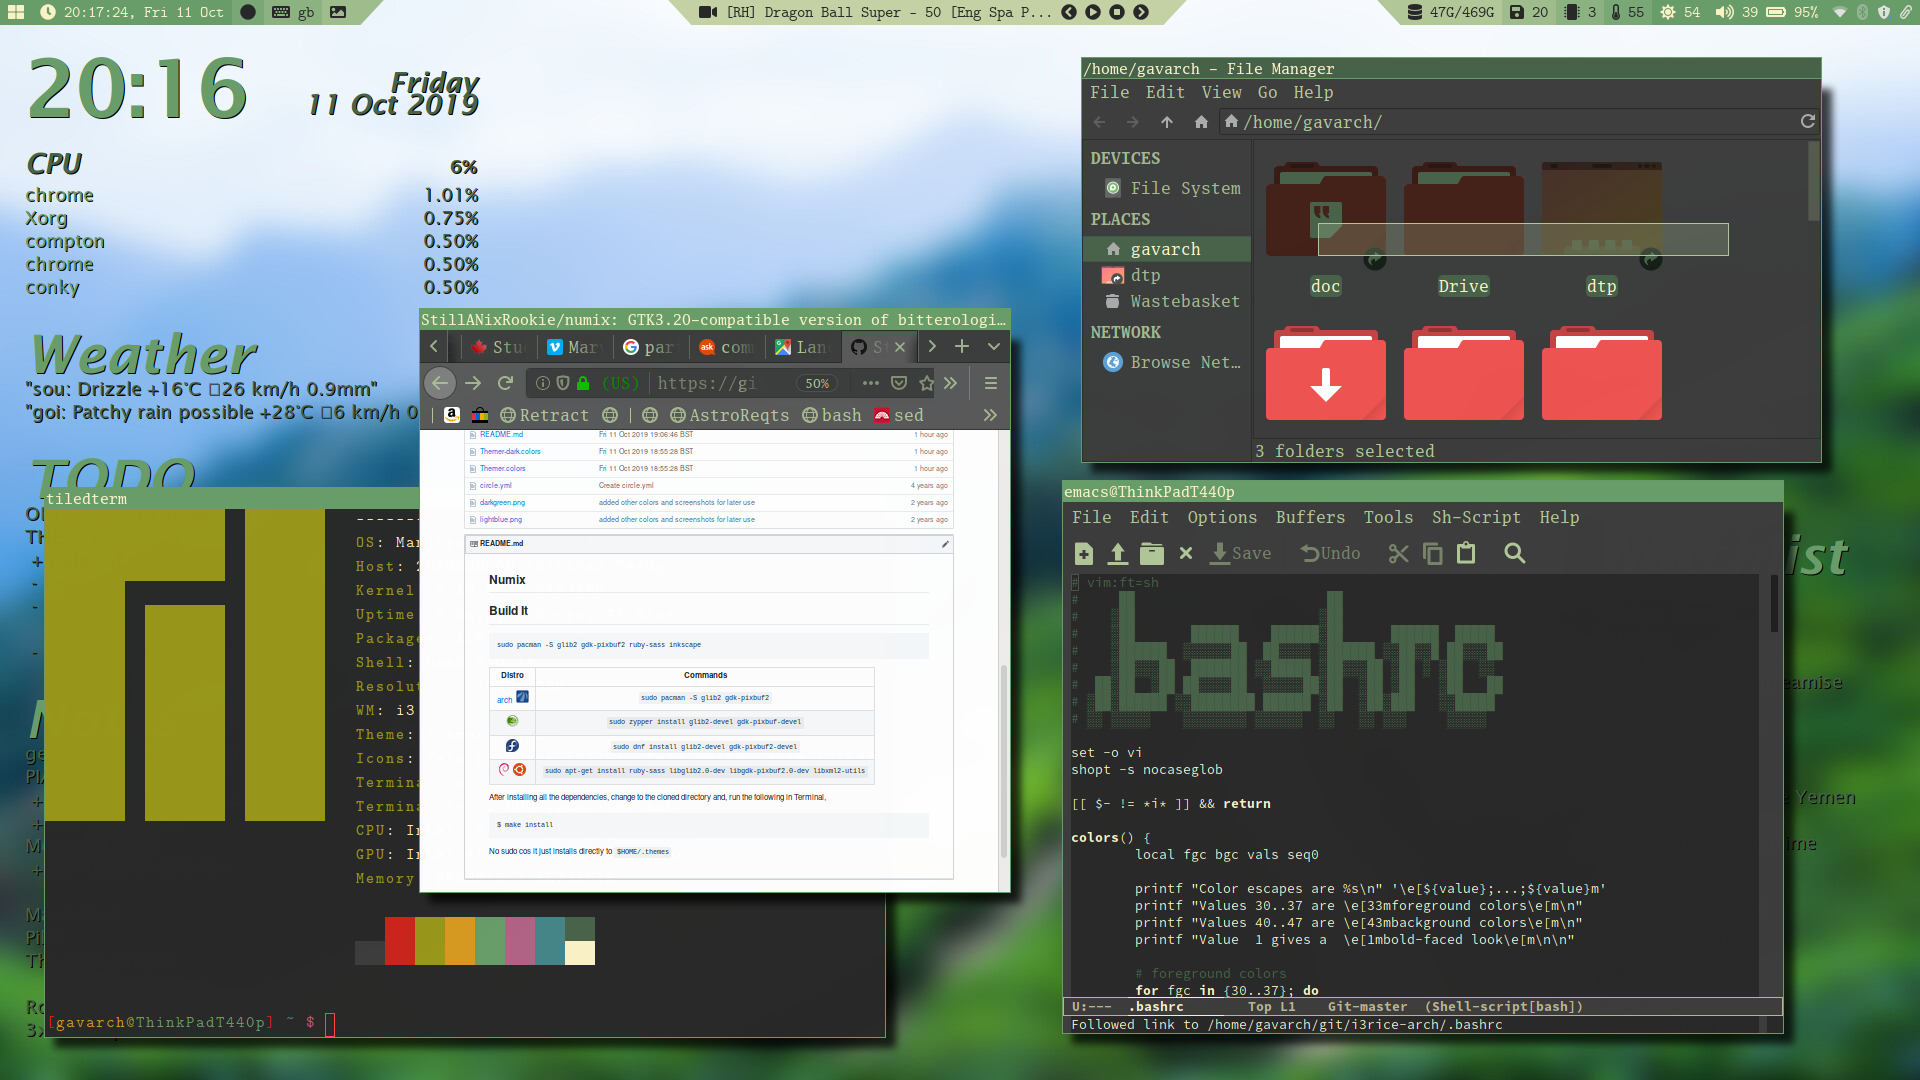 20:17:24, Fri 11 Oct gb
[RH] Dragon Ball Super - 50 [Eng Spa P...
47G/469G 20 3 55 54 39 95%
20:16
Friday
11 Oct 2019
CPU 6%
chrome 1.01%
Xorg 0.75%
compton 0.50%
chrome 0.50%
conky 0.50%
Weather
"sou: Drizzle +16°C 26 km/h 0.9mm"
"goi: Patchy rain possible +28°C 6 km/h 0
TODO
tiledterm
OS: Man
Host: 2
Kernel
Uptime
Package
Shell:
Resolut
WM: i3
Theme:
Icons:
Termina
Termina
CPU: In
GPU: In
Memory
[gavarch@ThinkPadT440p] ~ $
StillANixRookie/numix: GTK3.20-compatible version of bitterologi...
Stu Mar par com Lan S
(US) https://gi 50%
Retract AstroReqts bash sed
README.md Fri 11 Oct 2019 19:06:46 BST 1 hour ago
Themer-dark.colors Fri 11 Oct 2019 18:55:28 BST 1 hour ago
Themer.colors Fri 11 Oct 2019 18:55:28 BST 1 hour ago
circle.yml Create circle.yml 4 years ago
darkgreen.png added other colors and screenshots for later use 2 years ago
lightblue.png added other colors and screenshots for later use 2 years ago
README.md
Numix
Build It
sudo pacman -S glib2 gdk-pixbuf2 ruby-sass inkscape
Distro Commands
arch sudo pacman -S glib2 gdk-pixbuf2
sudo zypper install glib2-devel gdk-pixbuf-devel
sudo dnf install glib2-devel gdk-pixbuf2-devel
sudo apt-get install ruby-sass libglib2.0-dev libgdk-pixbuf2.0-dev libxml2-utils
After installing all the dependencies, change to the cloned directory and, run the following in Terminal,
$ make install
No sudo cos it just installs directly to $HOME/.themes
/home/gavarch - File Manager
File Edit View Go Help
/home/gavarch/
DEVICES
File System
PLACES
gavarch
dtp
Wastebasket
NETWORK
Browse Net...
doc Drive dtp
3 folders selected
emacs@ThinkPadT440p
File Edit Options Buffers Tools Sh-Script Help
Save Undo
# vim:ft=sh
#
#
#
#
#
#
#
#
bashrc
set -o vi
shopt -s nocaseglob
[[ $- != *i* ]] && return
colors() {
local fgc bgc vals seq0
printf "Color escapes are %s\n" '\e[${value};...;${value}m'
printf "Values 30..37 are \e[33mforeground colors\e[m\n"
printf "Values 40..47 are \e[43mbackground colors\e[m\n"
printf "Value  1 gives a  \e[1mbold-faced look\e[m\n\n"
# foreground colors
for fgc in {30..37}; do
U:--- .bashrc Top L1 Git-master (Shell-script[bash])
Followed link to /home/gavarch/git/i3rice-arch/.bashrc
ist
eamise
e Yemen
ime